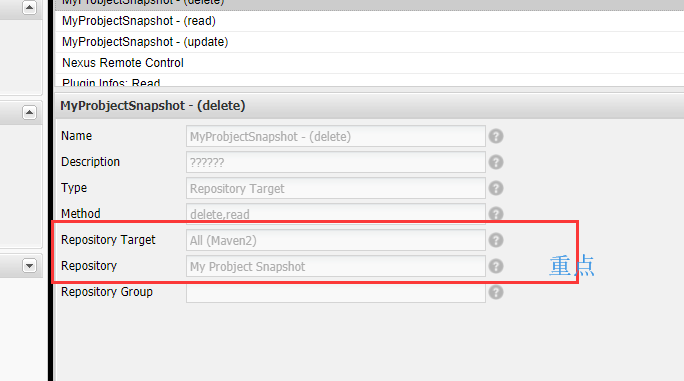 MyProbjectSnapshot - (delete)
MyProbjectSnapshot - (read)
MyProbjectSnapshot - (update)
Nexus Remote Control
Plugin Infos: Read
MyProbjectSnapshot - (delete)
Name MyProbjectSnapshot - (delete)
Description ??????
Type Repository Target
Method delete,read
Repository Target All (Maven2)
Repository My Probject Snapshot
重点
Repository Group